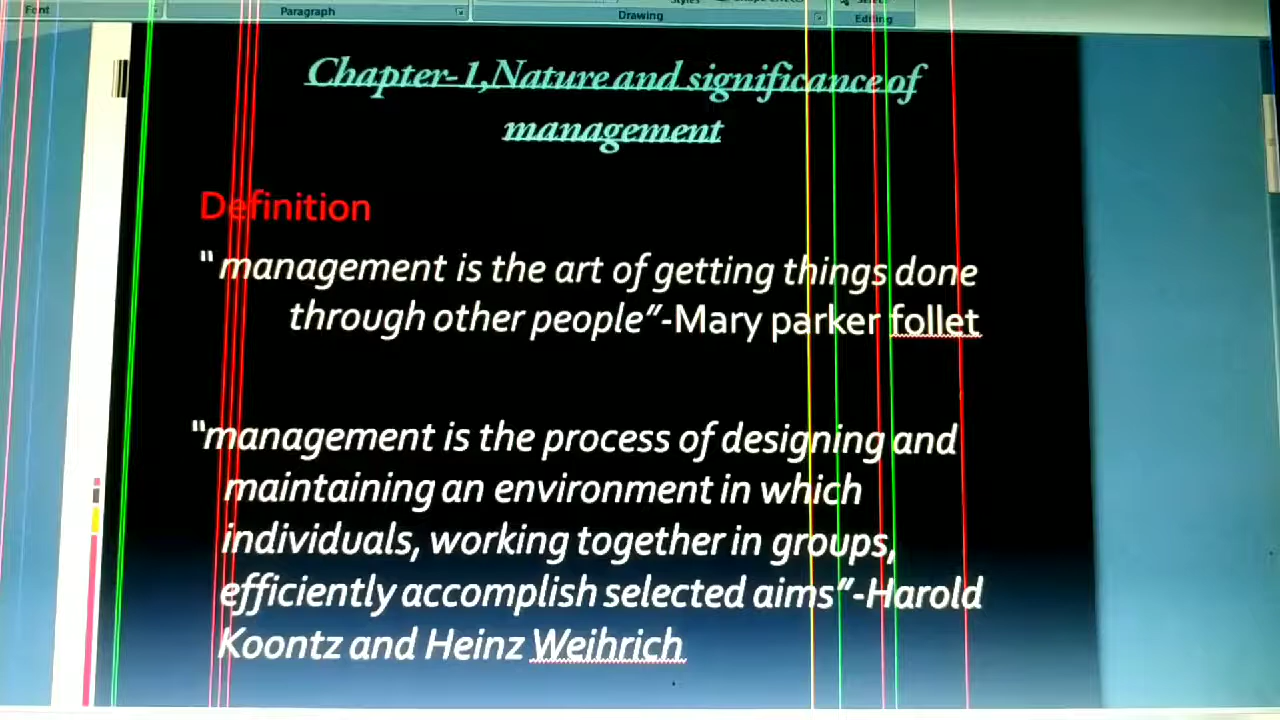 Font
Paragraph
Drawing
Editing
Chapter-1,Nature and significance of
management
Definition
"management is the art of getting things done
through other people"-Mary parker follet
"management is the process of designing and
maintaining an environment in which
individuals, working together in groups,
efficiently accomplish selected aims"-Harold
Koontz and Heinz Weihrich